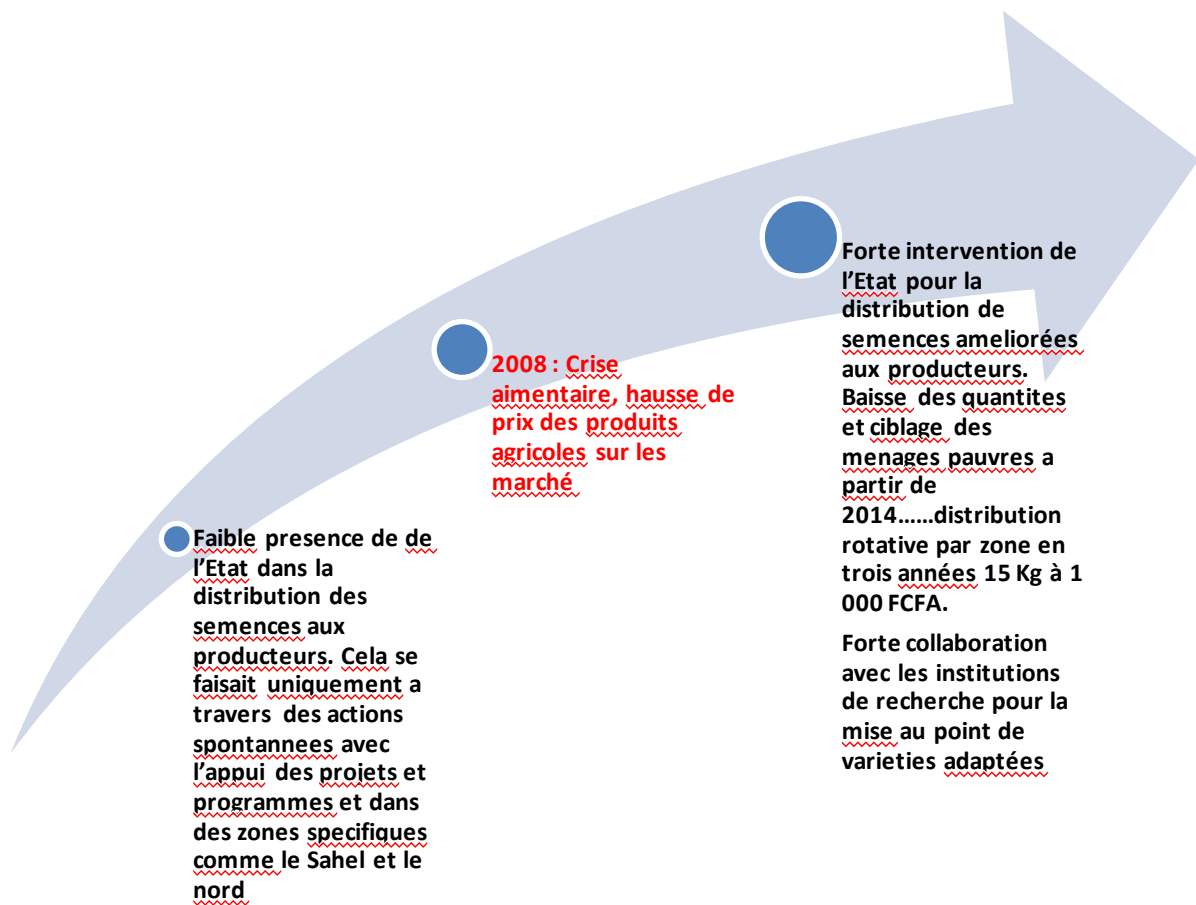 Faible presence de de
l’Etat dans la
distribution des
semences aux
producteurs. Cela se
faisait uniquement a
travers des actions
spontannees avec
l’appui des projets et
programmes et dans
des zones specifiques
comme le Sahel et le
nord
2008 : Crise
aimentaire, hausse de
prix des produits
agricoles sur les
marché
Forte intervention de
l’Etat pour la
distribution de
semences ameliorées
aux producteurs.
Baisse des quantites
et ciblage des
menages pauvres a
partir de
2014......distribution
rotative par zone en
trois années 15 Kg à 1
000 FCFA.
Forte collaboration
avec les institutions
de recherche pour la
mise au point de
varieties adaptées